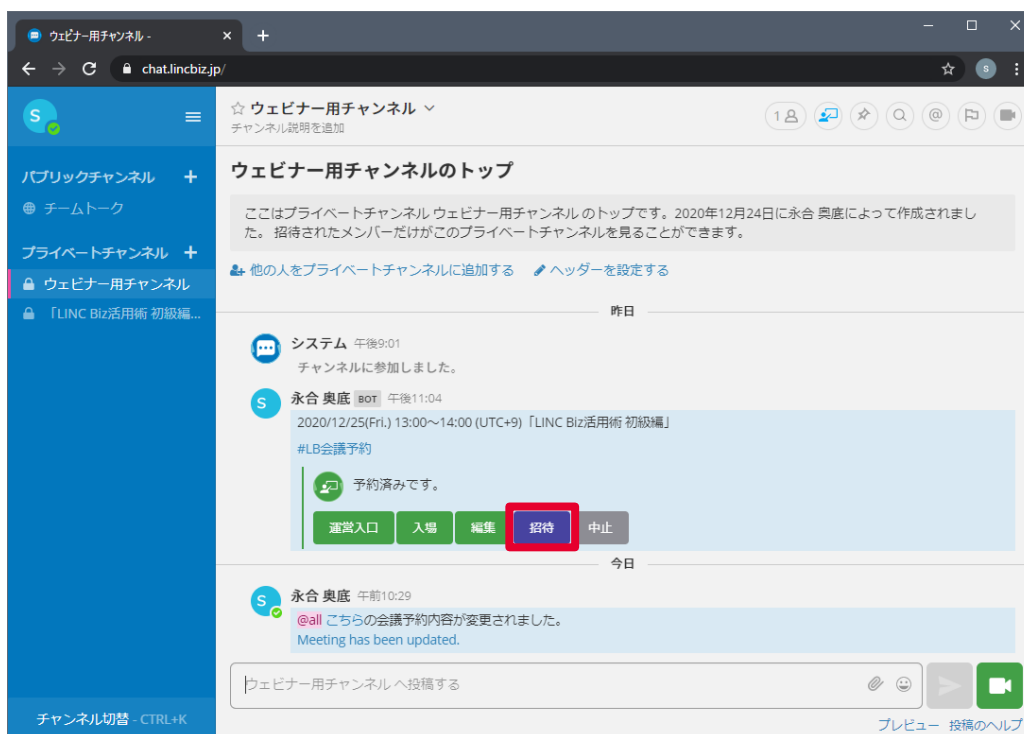 ウェビナー用チャンネル -
chat.lincbiz.jp/
S
S
パブリックチャンネル
チームトーク
プライベートチャンネル
ウェビナー用チャンネル
「LINC Biz活用術 初級編...
チャンネル切替 - CTRL+K
ウェビナー用チャンネル
チャンネル説明を追加
1
ウェビナー用チャンネルのトップ
ここはプライベートチャンネル ウェビナー用チャンネル のトップです。2020年12月24日に永合 奥底によって作成されまし
た。 招待されたメンバーだけがこのプライベートチャンネルを見ることができます。
他の人をプライベートチャンネルに追加する ヘッダーを設定する
昨日
システム 午後9:01
チャンネルに参加しました。
S
永合 奥底 BOT 午後11:04
2020/12/25(Fri.) 13:00～14:00 (UTC+9)「LINC Biz活用術 初級編」
#LB会議予約
予約済みです。
運営入口 入場 編集 招待 中止
今日
S
永合 奥底 午前10:29
@all こちらの会議予約内容が変更されました。
Meeting has been updated.
ウェビナー用チャンネル へ投稿する
プレビュー 投稿のヘルプ